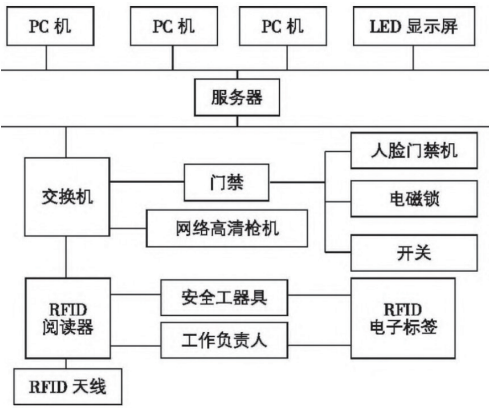 PC 机
PC 机
PC 机
LED 显示屏
服务器
交换机
门禁
人脸门禁机
电磁锁
网络高清枪机
开关
RFID
阅读器
安全工器具
工作负责人
RFID
电子标签
RFID 天线